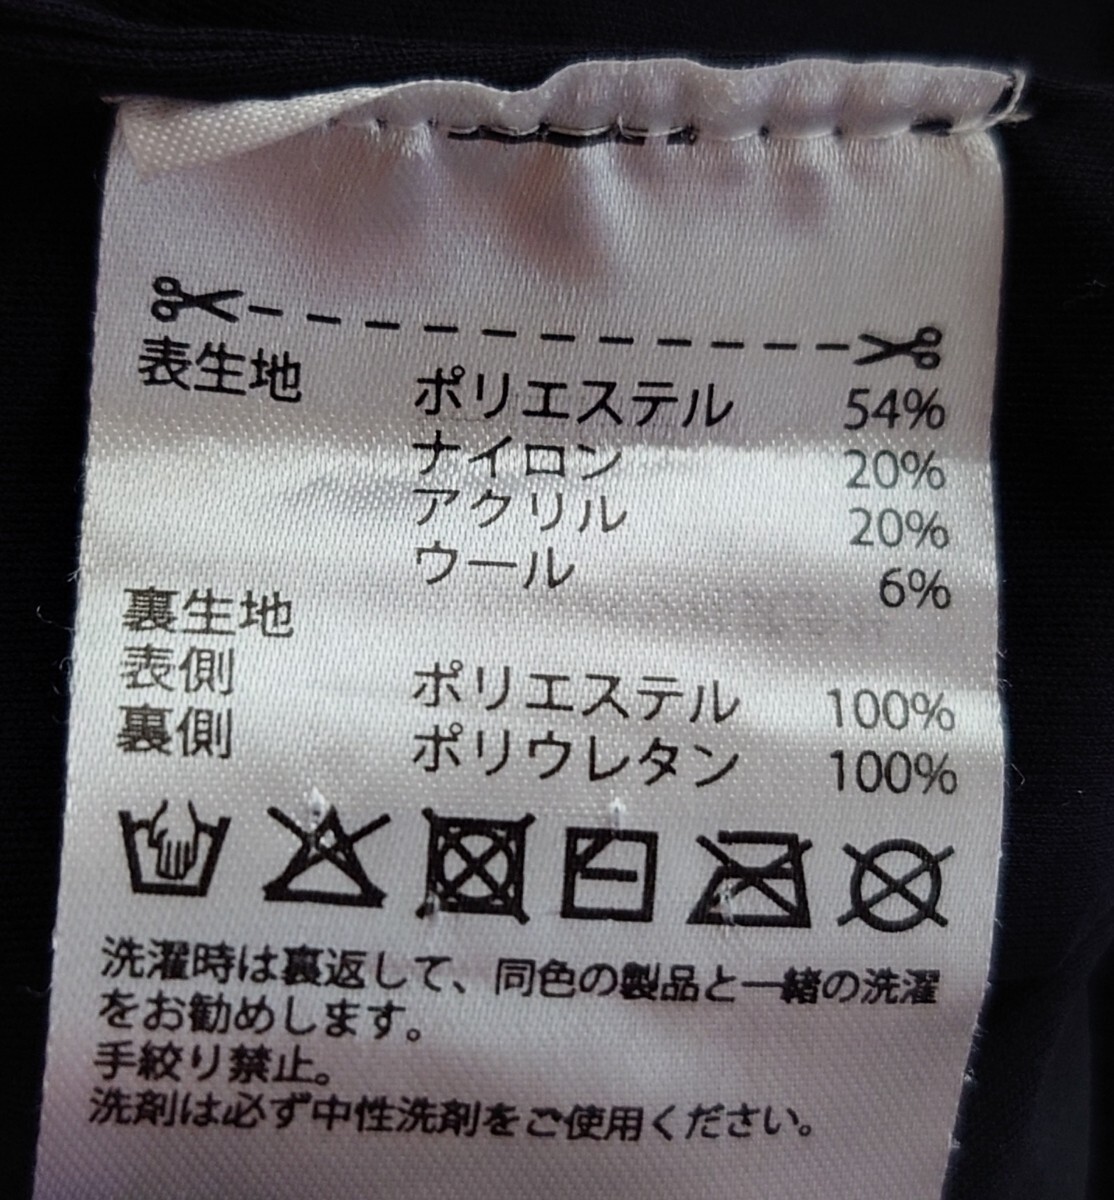 表生地 ポリエステル 54%
ナイロン 20%
アクリル 20%
ウール 6%
裏生地
表側 ポリエステル 100%
裏側 ポリウレタン 100%
洗濯時は裏返して、同色の製品と一緒の洗濯
をお勧めします。
手絞り禁止。
洗剤は必ず中性洗剤をご使用ください。